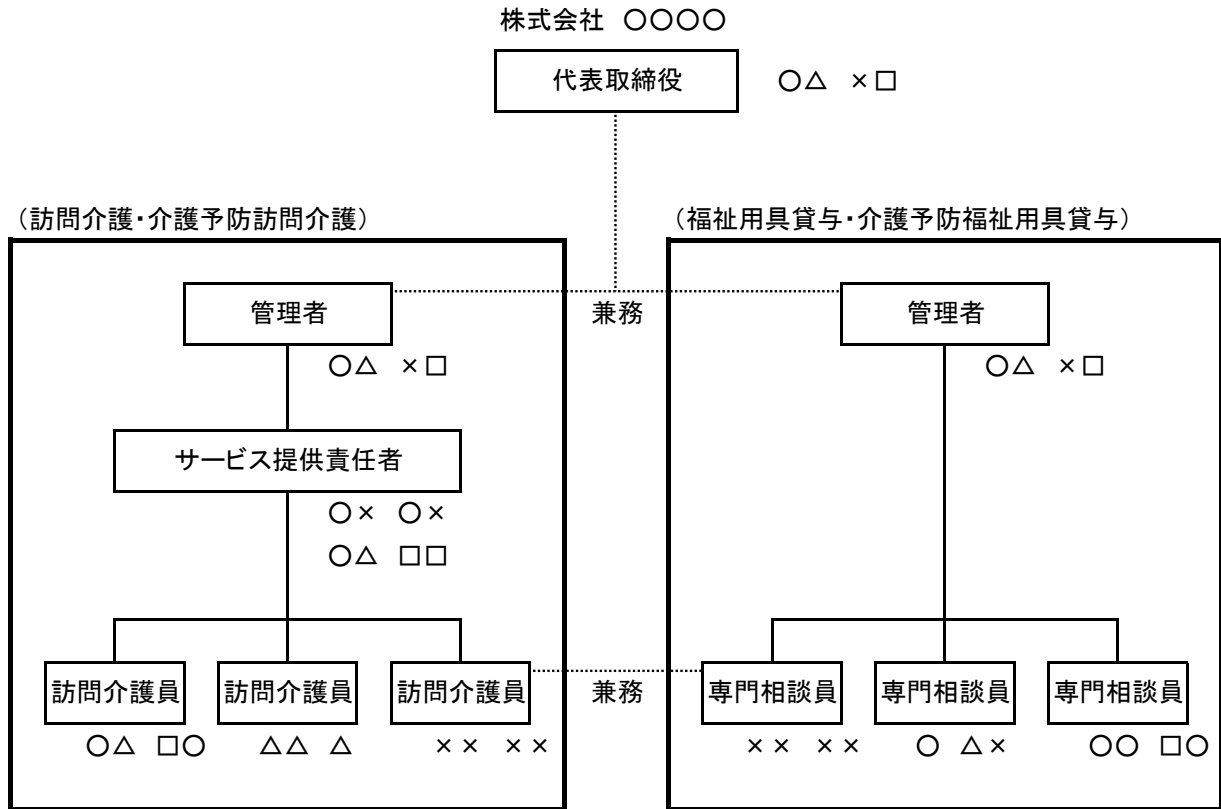 株式会社 ○○○○
代表取締役 ○△ ×□
（訪問介護・介護予防訪問介護） （福祉用具貸与・介護予防福祉用具貸与）
管理者 兼務 管理者
○△ ×□ ○△ ×□
サービス提供責任者
○× ○×
○△ □□
訪問介護員 訪問介護員 訪問介護員 兼務 専門相談員 専門相談員 専門相談員
○△ □○ △△ △ ×× ×× ×× ×× ○ △× ○○ □○